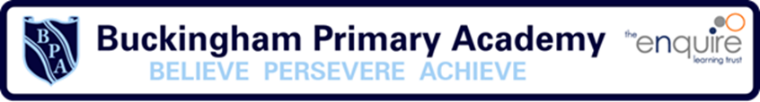 BPA
Buckingham Primary Academy
BELIEVE PERSEVERE ACHIEVE
the enquire
learning trust